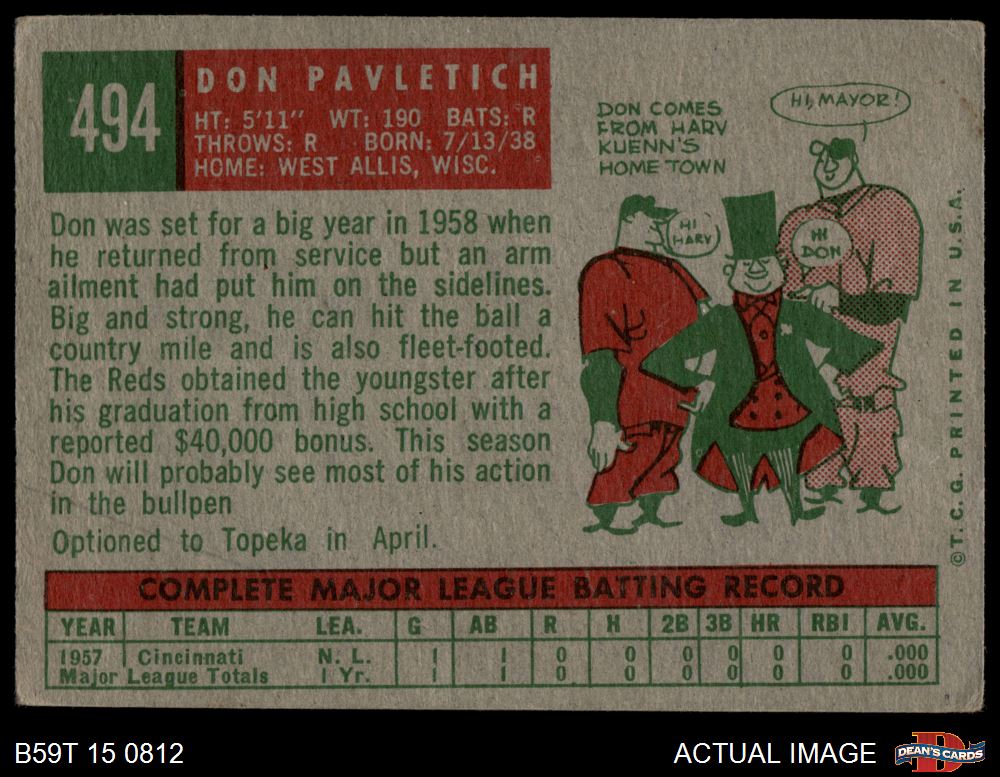 494
DON PAVLETICH
HT: 5'11" WT: 190 BATS: R
THROWS: R BORN: 7/13/38
HOME: WEST ALLIS, WISC.
Don was set for a big year in 1958 when
he returned from service but an arm
ailment had put him on the sidelines.
Big and strong, he can hit the ball a
country mile and is also fleet-footed.
The Reds obtained the youngster after
his graduation from high school with a
reported $40,000 bonus. This season
Don will probably see most of his action
in the bullpen
Optioned to Topeka in April.
DON COMES
FROM HARV
KUENN'S
HOME TOWN
HI, MAYOR!
HI
HARV
HI
DON
© T. C. G. PRINTED IN U.S.A.
COMPLETE MAJOR LEAGUE BATTING RECORD
YEAR TEAM LEA. G AB R H 2B 3B HR RBI AVG.
1957 Cincinnati N. L. 1 1 0 0 0 0 0 0 .000
Major League Totals 1 Yr. 1 1 0 0 0 0 0 0 .000
B59T 15 0812
ACTUAL IMAGE
DEAN'S CARDS